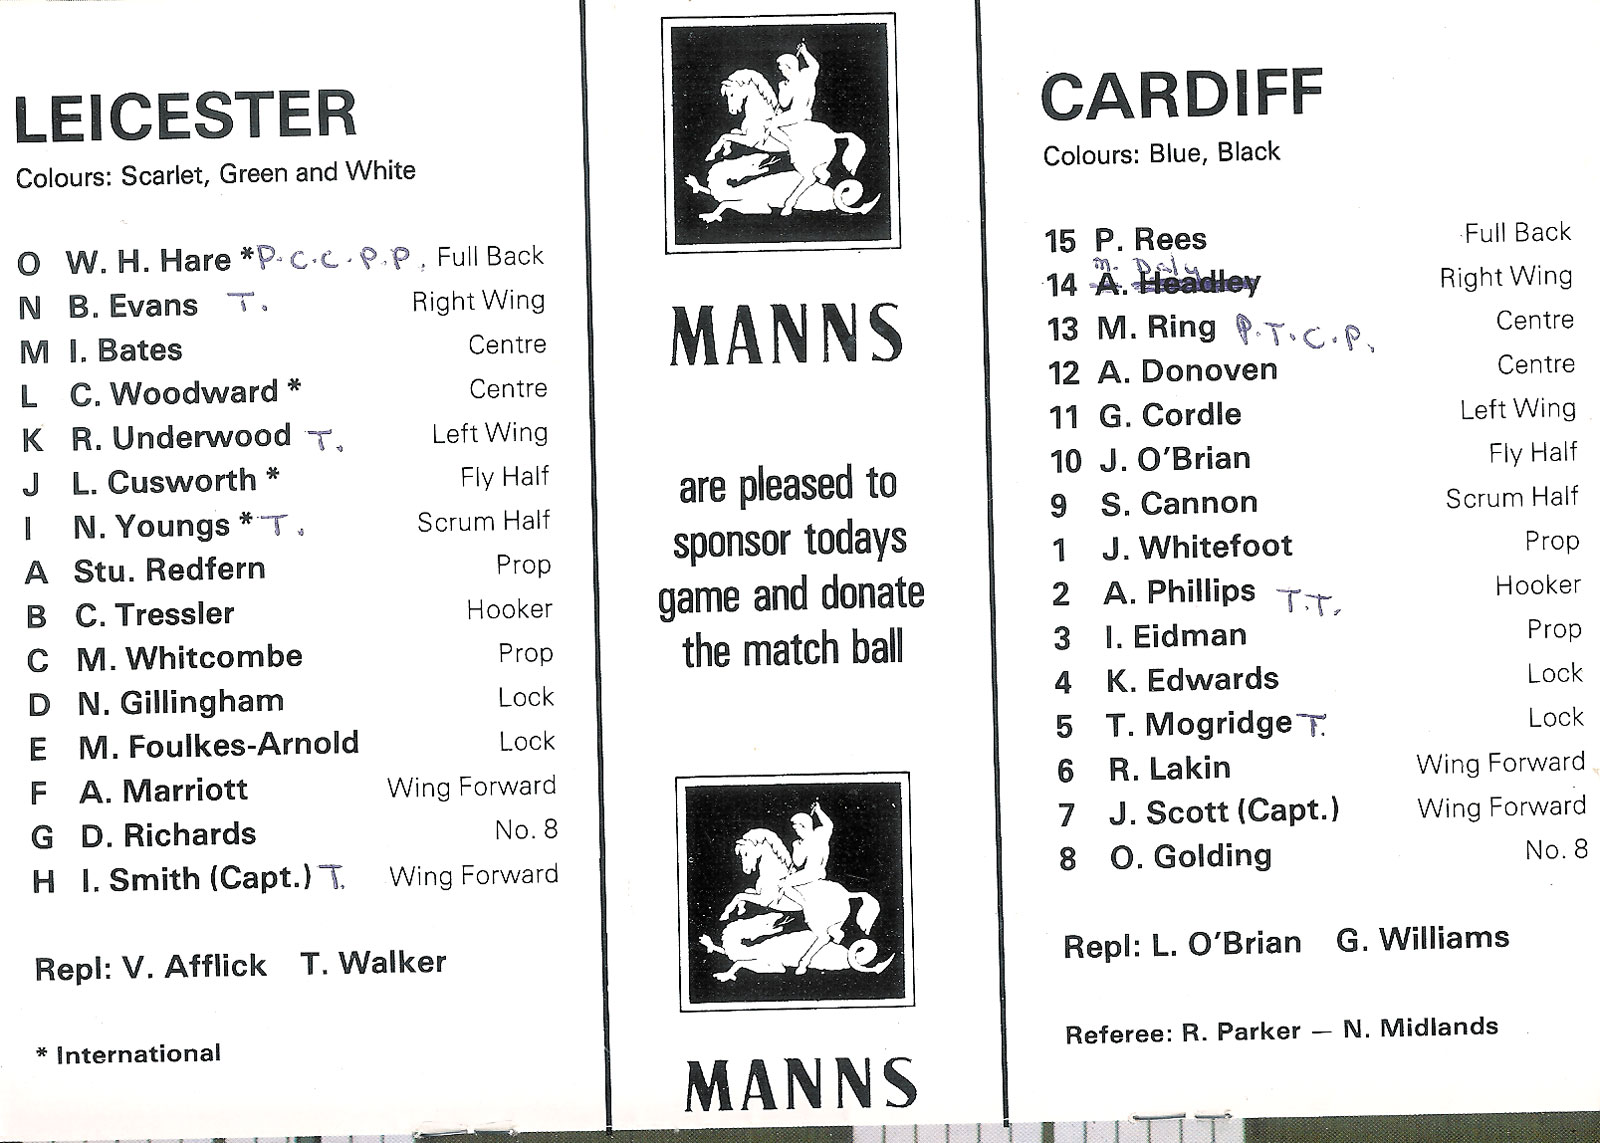 LEICESTER
Colours: Scarlet, Green and White
O W. H. Hare * P.C.C.P.P. Full Back
N B. Evans T. Right Wing
M I. Bates Centre
L C. Woodward * Centre
K R. Underwood T. Left Wing
J L. Cusworth * Fly Half
I N. Youngs * T. Scrum Half
A Stu. Redfern Prop
B C. Tressler Hooker
C M. Whitcombe Prop
D N. Gillingham Lock
E M. Foulkes-Arnold Lock
F A. Marriott Wing Forward
G D. Richards No. 8
H I. Smith (Capt.) T. Wing Forward
Repl: V. Afflick T. Walker
* International
MANNS
are pleased to
sponsor todays
game and donate
the match ball
MANNS
CARDIFF
Colours: Blue, Black
15 P. Rees Full Back
M. Daly
14 A. Headley Right Wing
13 M. Ring P.T.C.P. Centre
12 A. Donoven Centre
11 G. Cordle Left Wing
10 J. O'Brian Fly Half
9 S. Cannon Scrum Half
1 J. Whitefoot Prop
2 A. Phillips T.T. Hooker
3 I. Eidman Prop
4 K. Edwards Lock
5 T. Mogridge T. Lock
6 R. Lakin Wing Forward
7 J. Scott (Capt.) Wing Forward
8 O. Golding No. 8
Repl: L. O'Brian G. Williams
Referee: R. Parker — N. Midlands